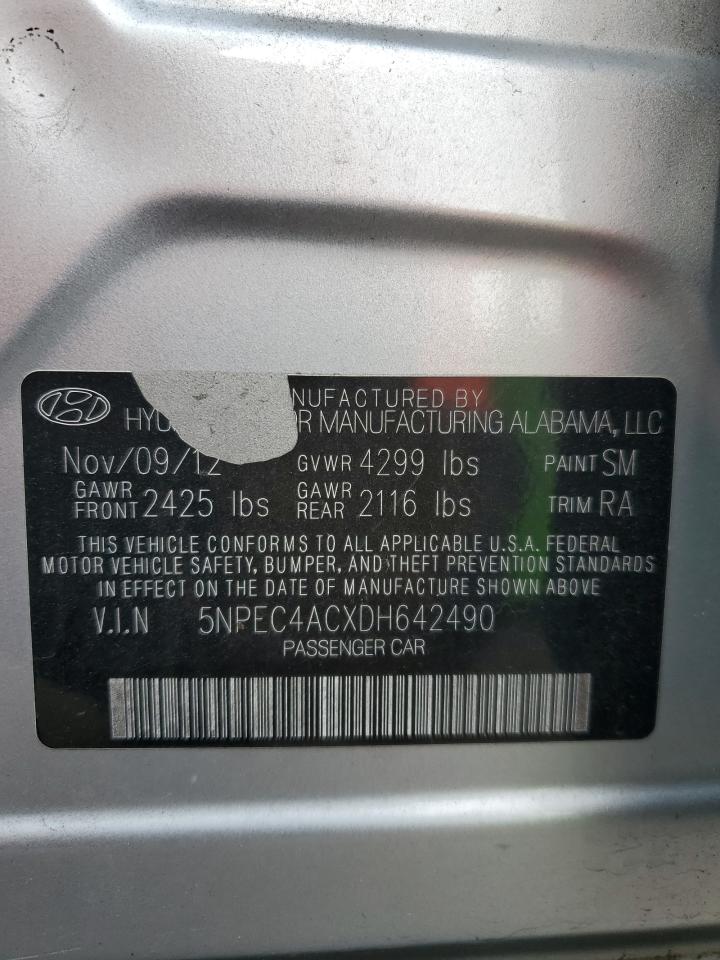 NUFACTURED BY
HYU R MANUFACTURING ALABAMA, LLC
Nov/09/12 GVWR 4299 lbs PAINT SM
GAWR FRONT 2425 lbs GAWR REAR 2116 lbs TRIM RA
THIS VEHICLE CONFORMS TO ALL APPLICABLE U.S.A. FEDERAL
MOTOR VEHICLE SAFETY, BUMPER, AND THEFT PREVENTION STANDARDS
IN EFFECT ON THE DATE OF MANUFACTURE SHOWN ABOVE
V.I.N 5NPEC4ACXDH642490
PASSENGER CAR